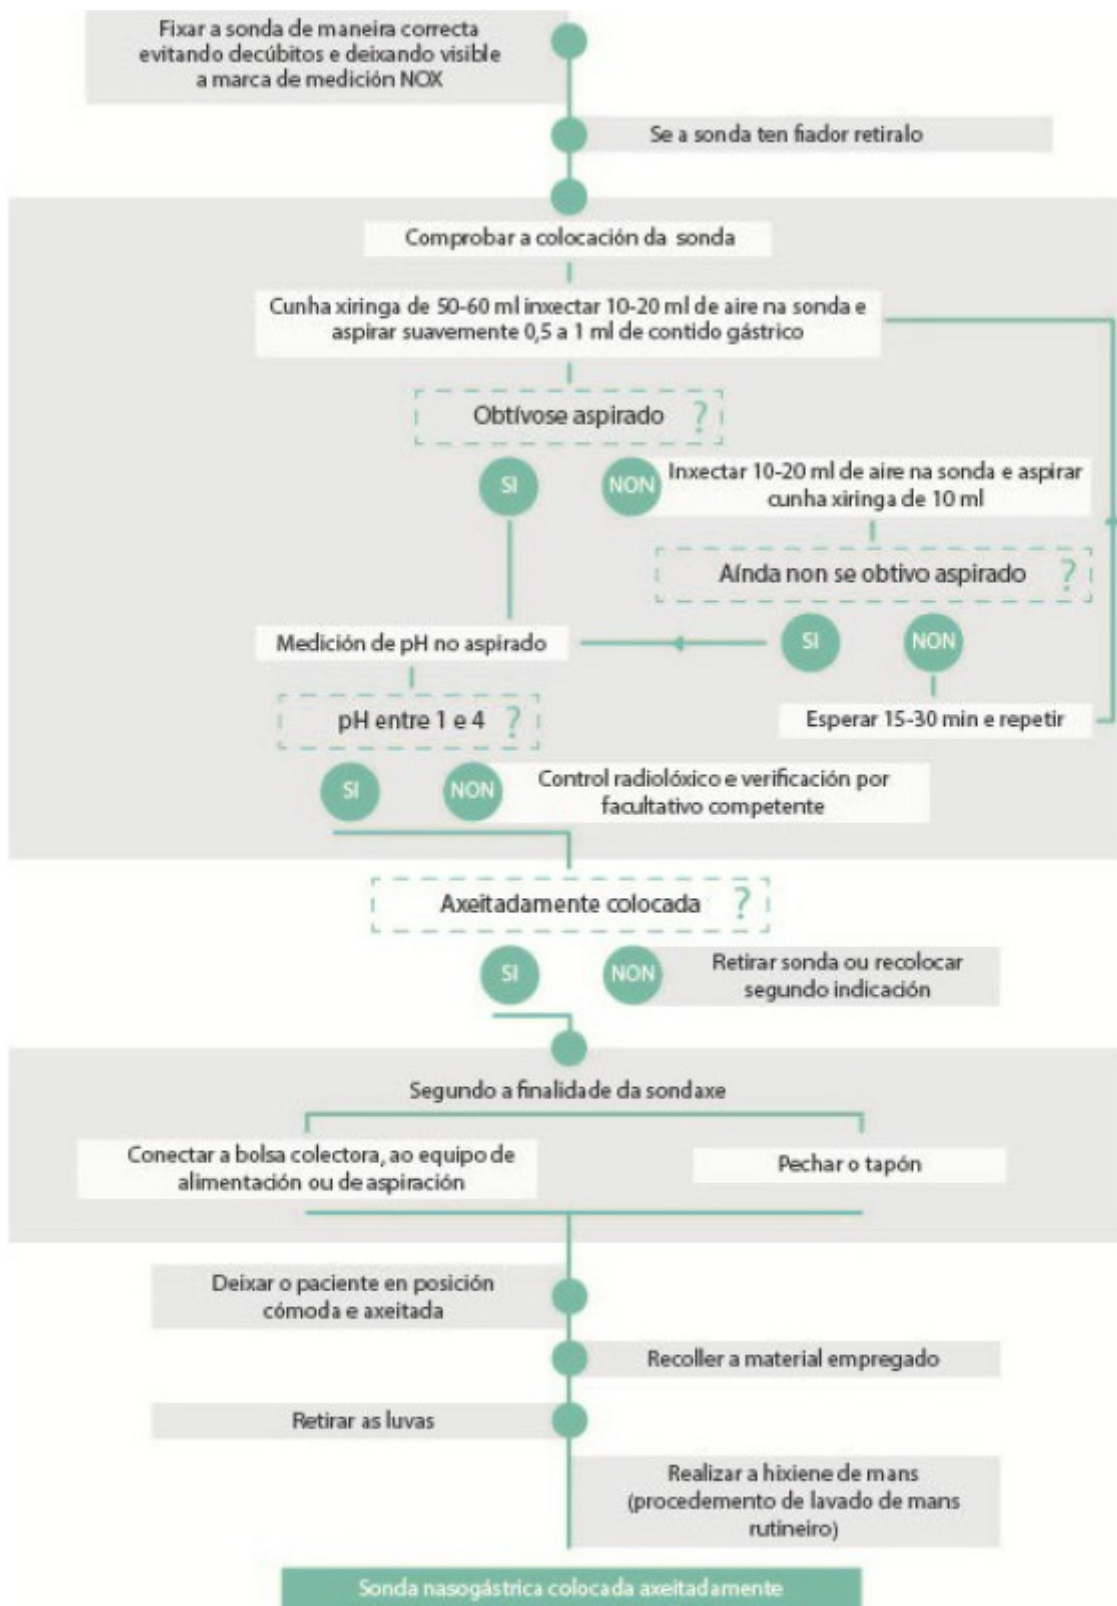 Fixar a sonda de maneira correcta
evitando decúbitos e deixando visible
a marca de medición NOX
Se a sonda ten fiador retiralo
Comprobar a colocación da sonda
Cunha xiringa de 50-60 ml inxectar 10-20 ml de aire na sonda e
aspirar suavemente 0,5 a 1 ml de contido gástrico
Obtívose aspirado ?
SI
NON
Inxectar 10-20 ml de aire na sonda e aspirar
cunha xiringa de 10 ml
Aínda non se obtivo aspirado ?
SI
NON
Medición de pH no aspirado
Esperar 15-30 min e repetir
pH entre 1 e 4 ?
SI
NON
Control radiolóxico e verificación por
facultativo competente
Axeitadamente colocada ?
SI
NON
Retirar sonda ou recolocar
segundo indicación
Segundo a finalidade da sondaxe
Conectar a bolsa colectora, ao equipo de
alimentación ou de aspiración
Pechar o tapón
Deixar o paciente en posición
cómoda e axeitada
Recoller a material empregado
Retirar as luvas
Realizar a hixiene de mans
(procedemento de lavado de mans
rutineiro)
Sonda nasogástrica colocada axeitadamente